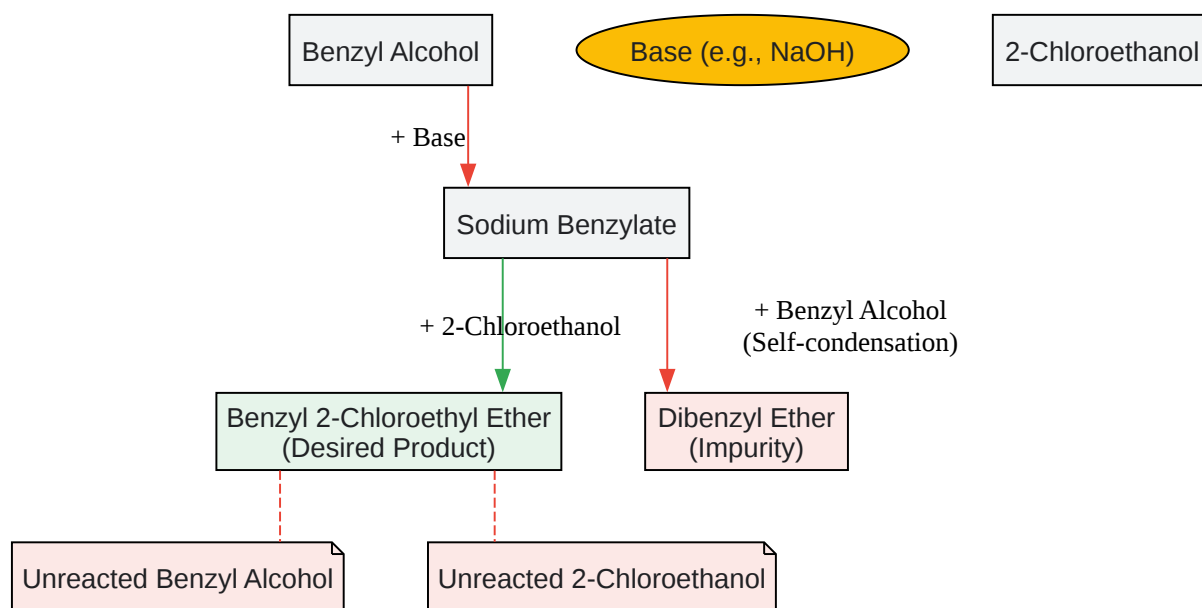 Benzyl Alcohol
Base (e.g., NaOH)
2-Chloroethanol
+ Base
Sodium Benzylate
+ 2-Chloroethanol
+ Benzyl Alcohol
(Self-condensation)
Benzyl 2-Chloroethyl Ether
(Desired Product)
Dibenzyl Ether
(Impurity)
Unreacted Benzyl Alcohol
Unreacted 2-Chloroethanol